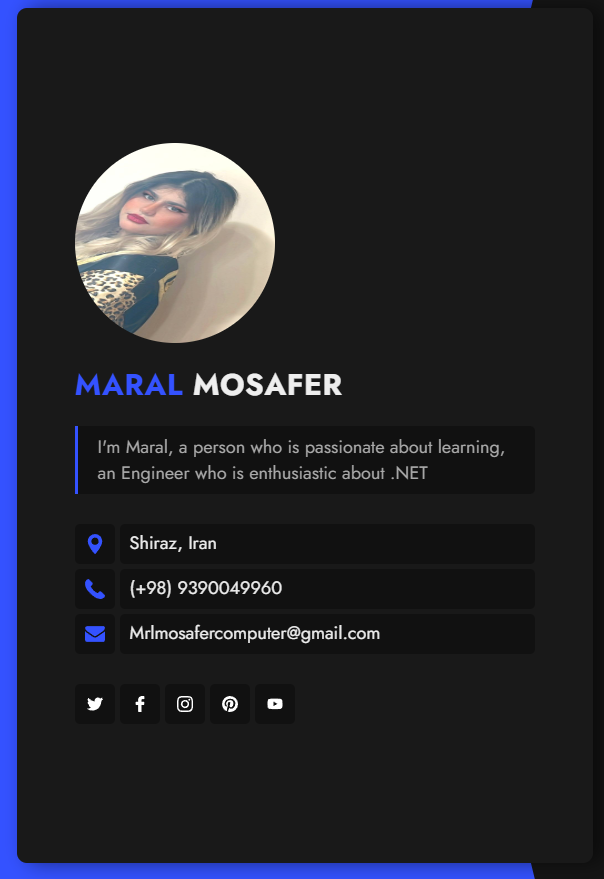 MARAL MOSAFER
I'm Maral, a person who is passionate about learning,
an Engineer who is enthusiastic about .NET
Shiraz, Iran
(+98) 9390049960
Mrlmosafercomputer@gmail.com